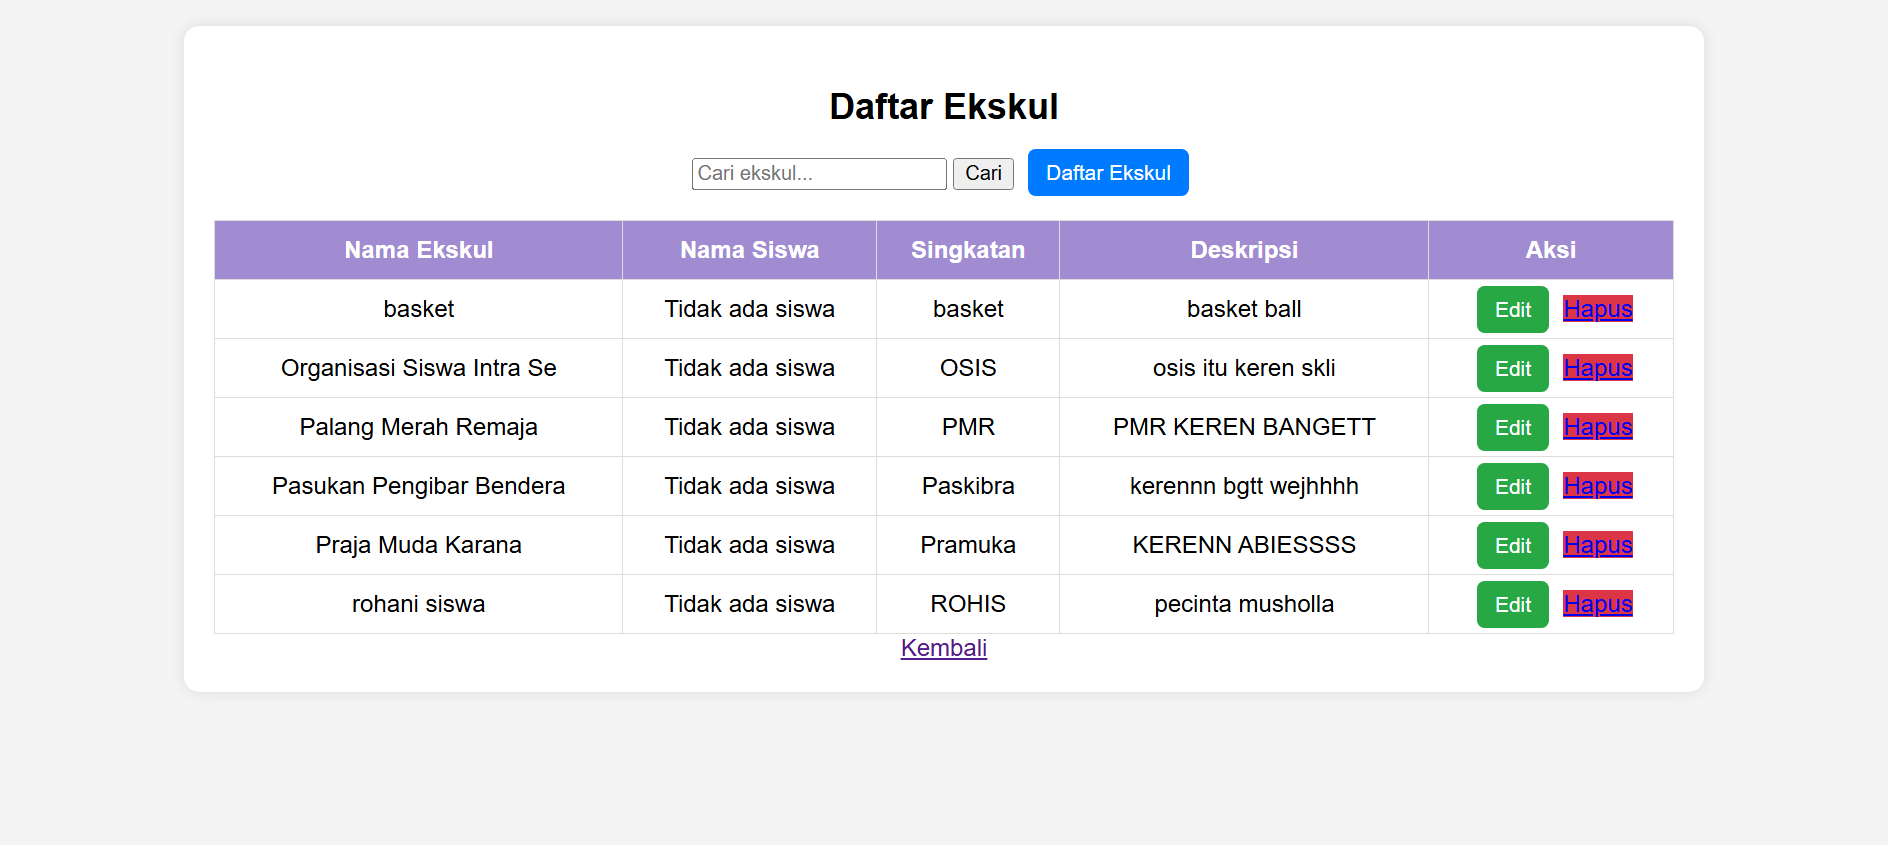 Daftar Ekskul
Cari ekskul... Cari Daftar Ekskul
Nama Ekskul Nama Siswa Singkatan Deskripsi Aksi
basket Tidak ada siswa basket basket ball Edit Hapus
Organisasi Siswa Intra Se Tidak ada siswa OSIS osis itu keren skli Edit Hapus
Palang Merah Remaja Tidak ada siswa PMR PMR KEREN BANGETT Edit Hapus
Pasukan Pengibar Bendera Tidak ada siswa Paskibra kerennn bgtt wejhhhh Edit Hapus
Praja Muda Karana Tidak ada siswa Pramuka KERENN ABIESSSS Edit Hapus
rohani siswa Tidak ada siswa ROHIS pecinta musholla Edit Hapus
Kembali